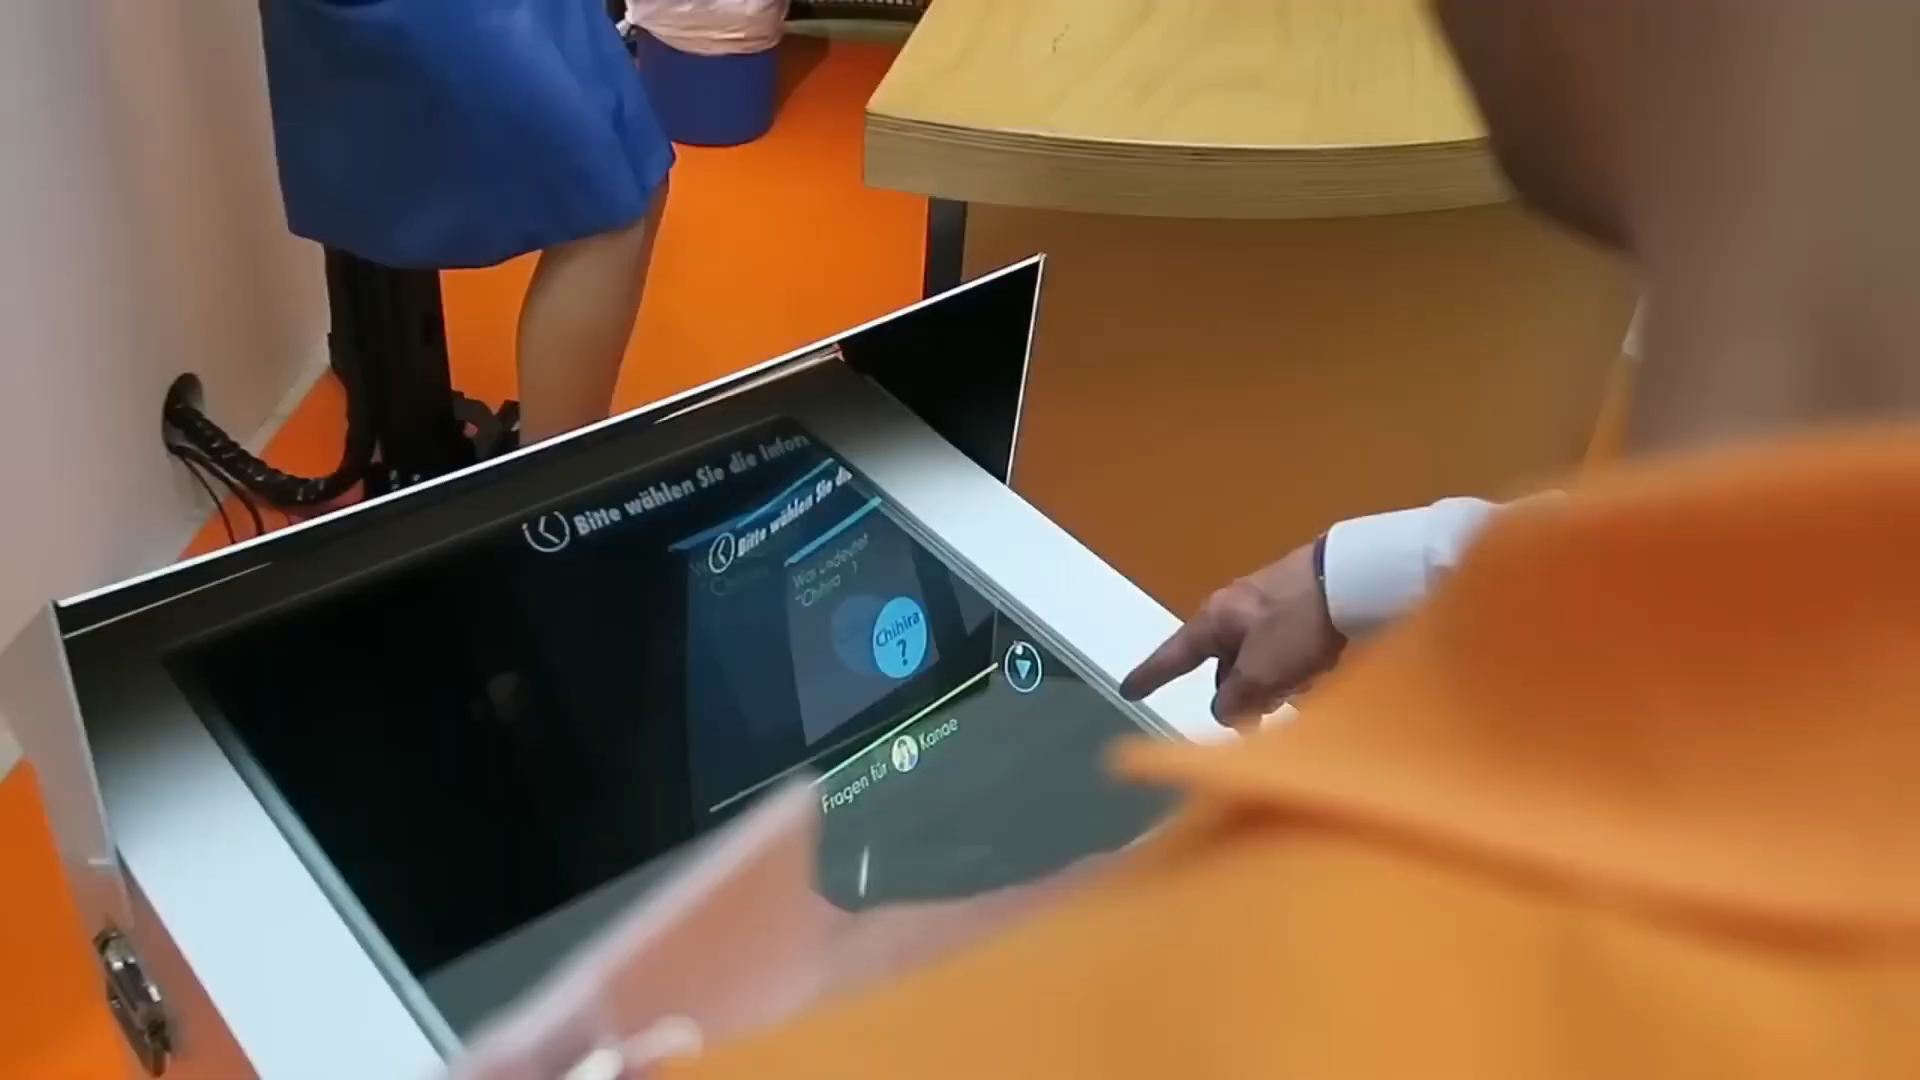 Bitte wählen Sie die Infor
Bitte wählen Sie di
Was bedeutet
"Chihira
Chihira
?
Fragen für Kanae